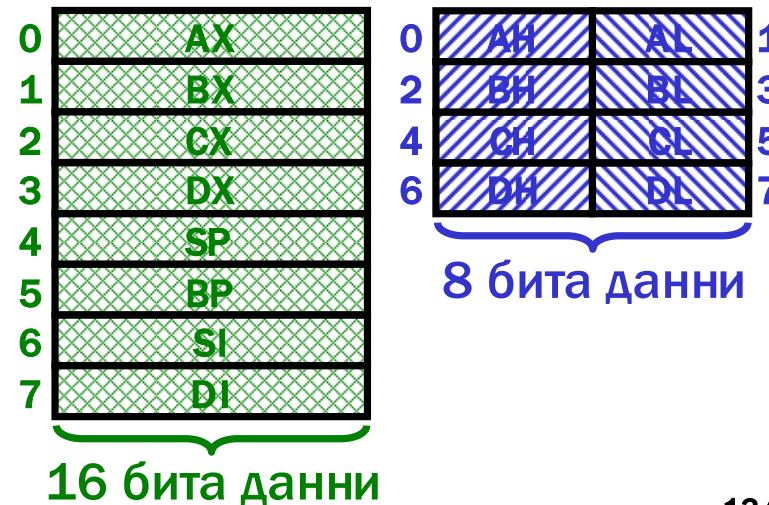 0 AX
1 BX
2 CX
3 DX
4 SP
5 BP
6 SI
7 DI
16 бита данни
0 AH AL 1
2 BH BL 3
4 CH CL 5
6 DH DL 7
8 бита данни